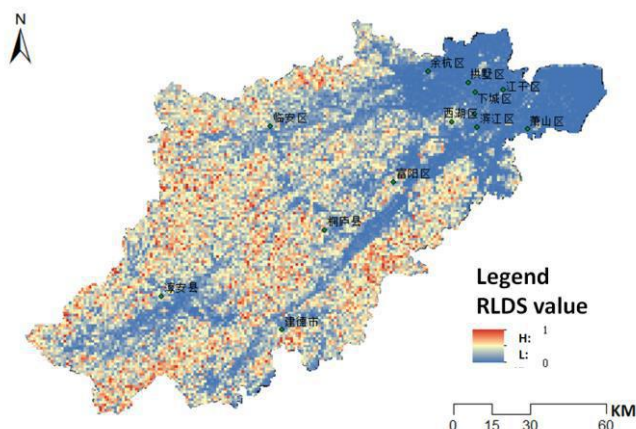 N
余杭区
拱墅区
江干区
下城区
西湖区
滨江区
萧山区
临安区
富阳区
桐庐县
淳安县
建德市
Legend
RLDS value
H: 1
L: 0
KM
0 15 30 60